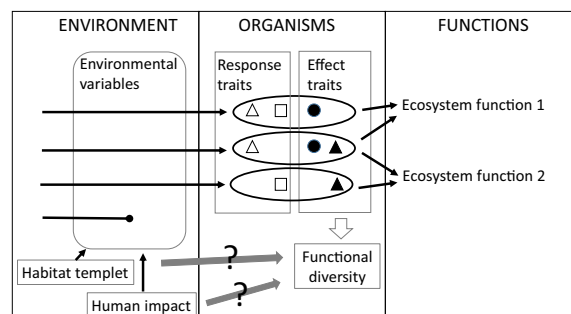 ENVIRONMENT
ORGANISMS
FUNCTIONS
Environmental
variables
Response
traits
Effect
traits
Ecosystem function 1
Ecosystem function 2
Habitat templet
Human impact
?
?
Functional
diversity